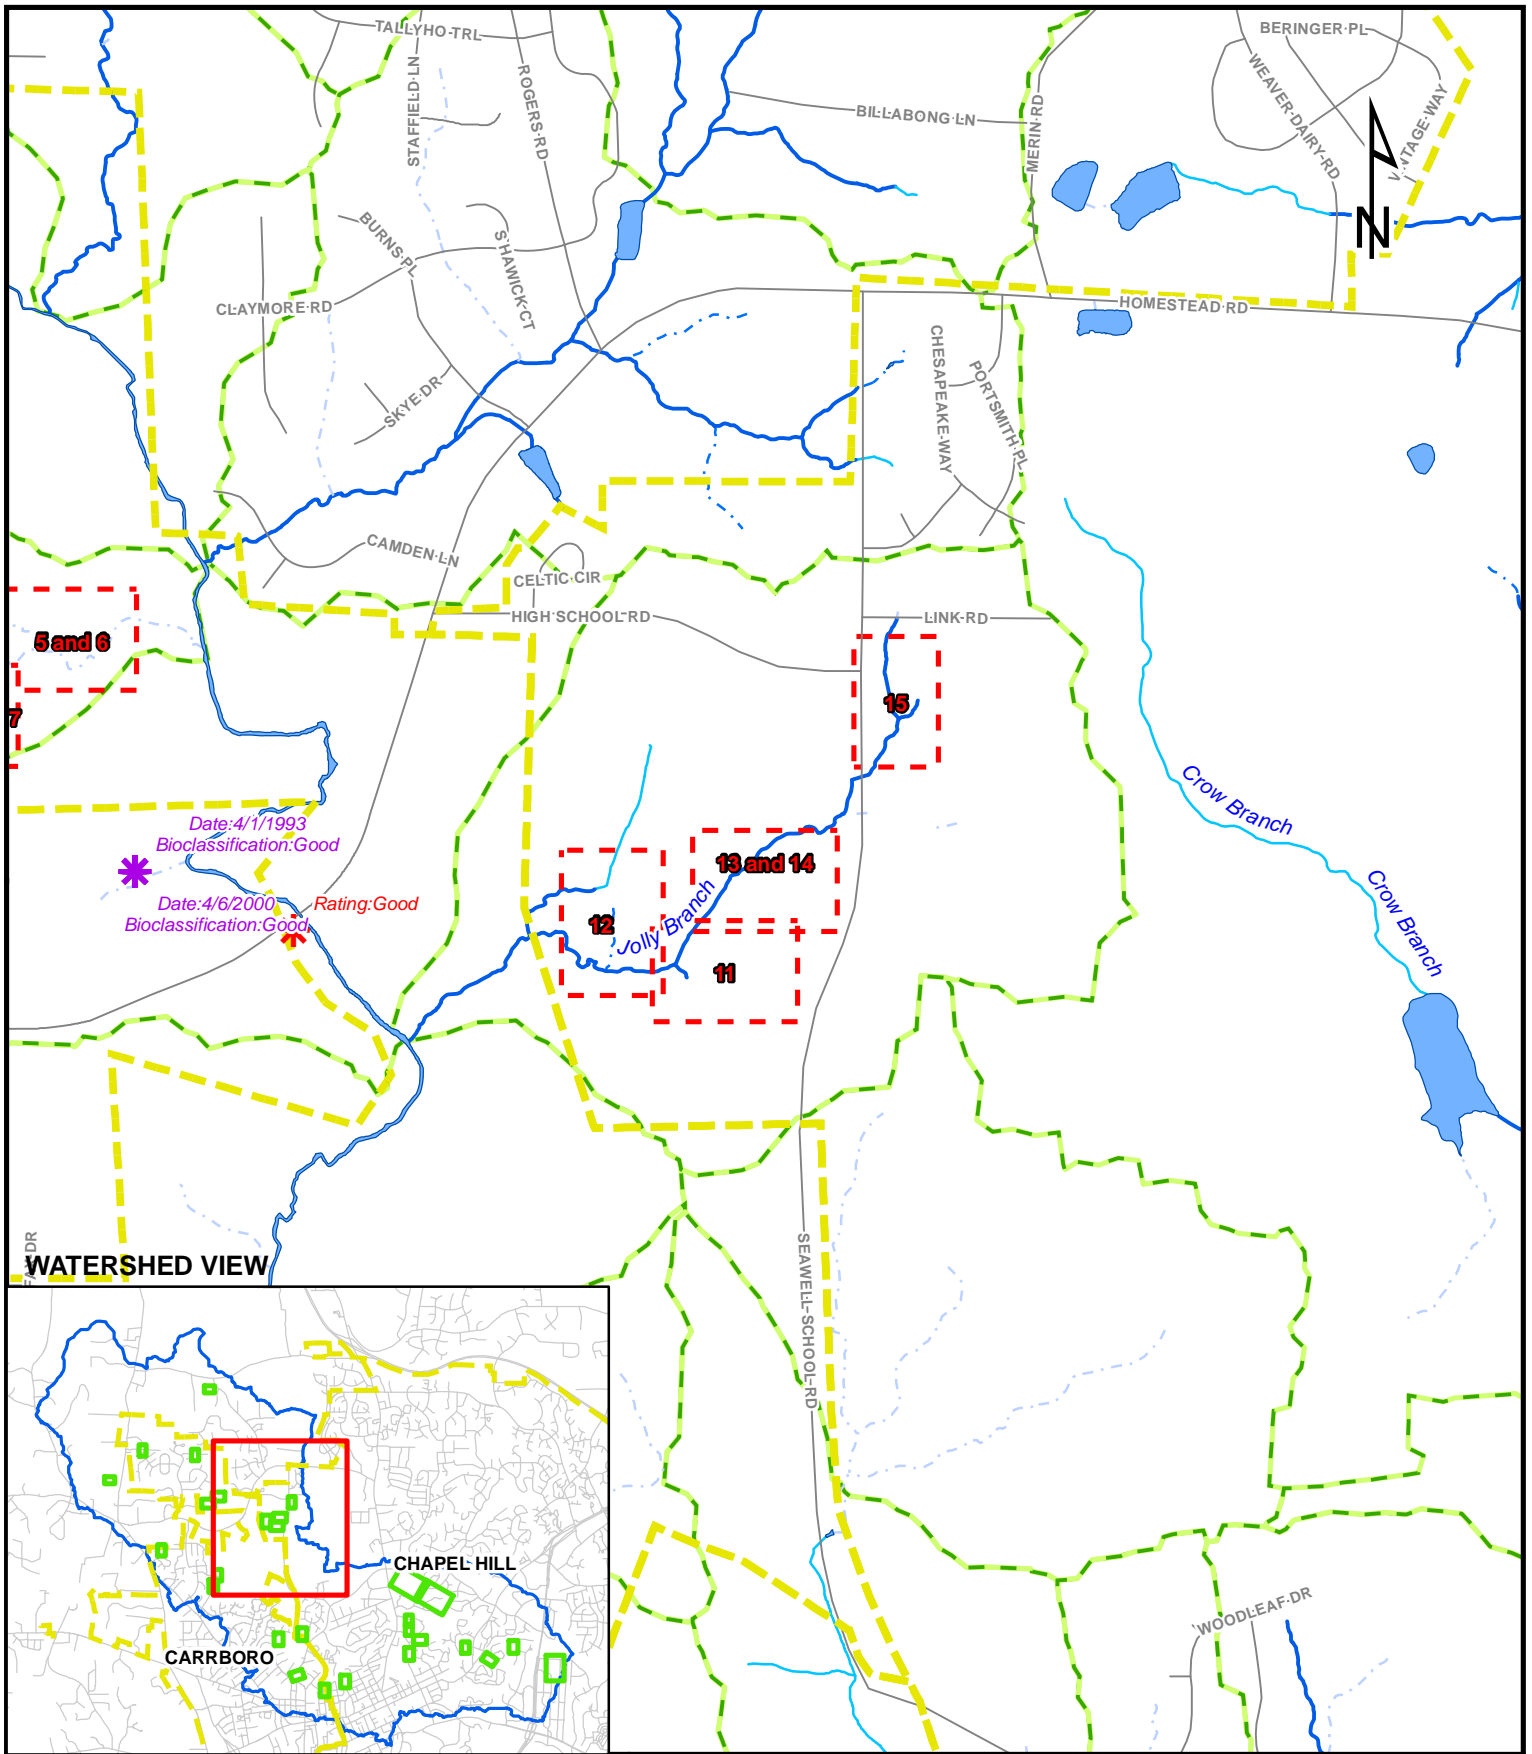 TALLYHO TRL
BERINGER PL
STAFFIELD LN
ROGERS RD
WEAVER DAIRY RD
BILLABONG LN
MERIN RD
N
BURNS PL
S HAWICK CT
CLAYMORE RD
HOMESTEAD RD
CHESAPEAKE WAY
PORTSMITH PL
SKYE DR
CAMDEN LN
CELTIC CIR
HIGH SCHOOL RD
LINK RD
5 and 6
7
15
Crow Branch
Date:4/1/1993
Bioclassification:Good
13 and 14
Crow Branch
Date:4/6/2000
Bioclassification:Good
Rating:Good
12
Jolly Branch
11
SEAWELL SCHOOL RD
WATERSHED VIEW
CHAPEL HILL
CARRBORO
WOODLEAF DR